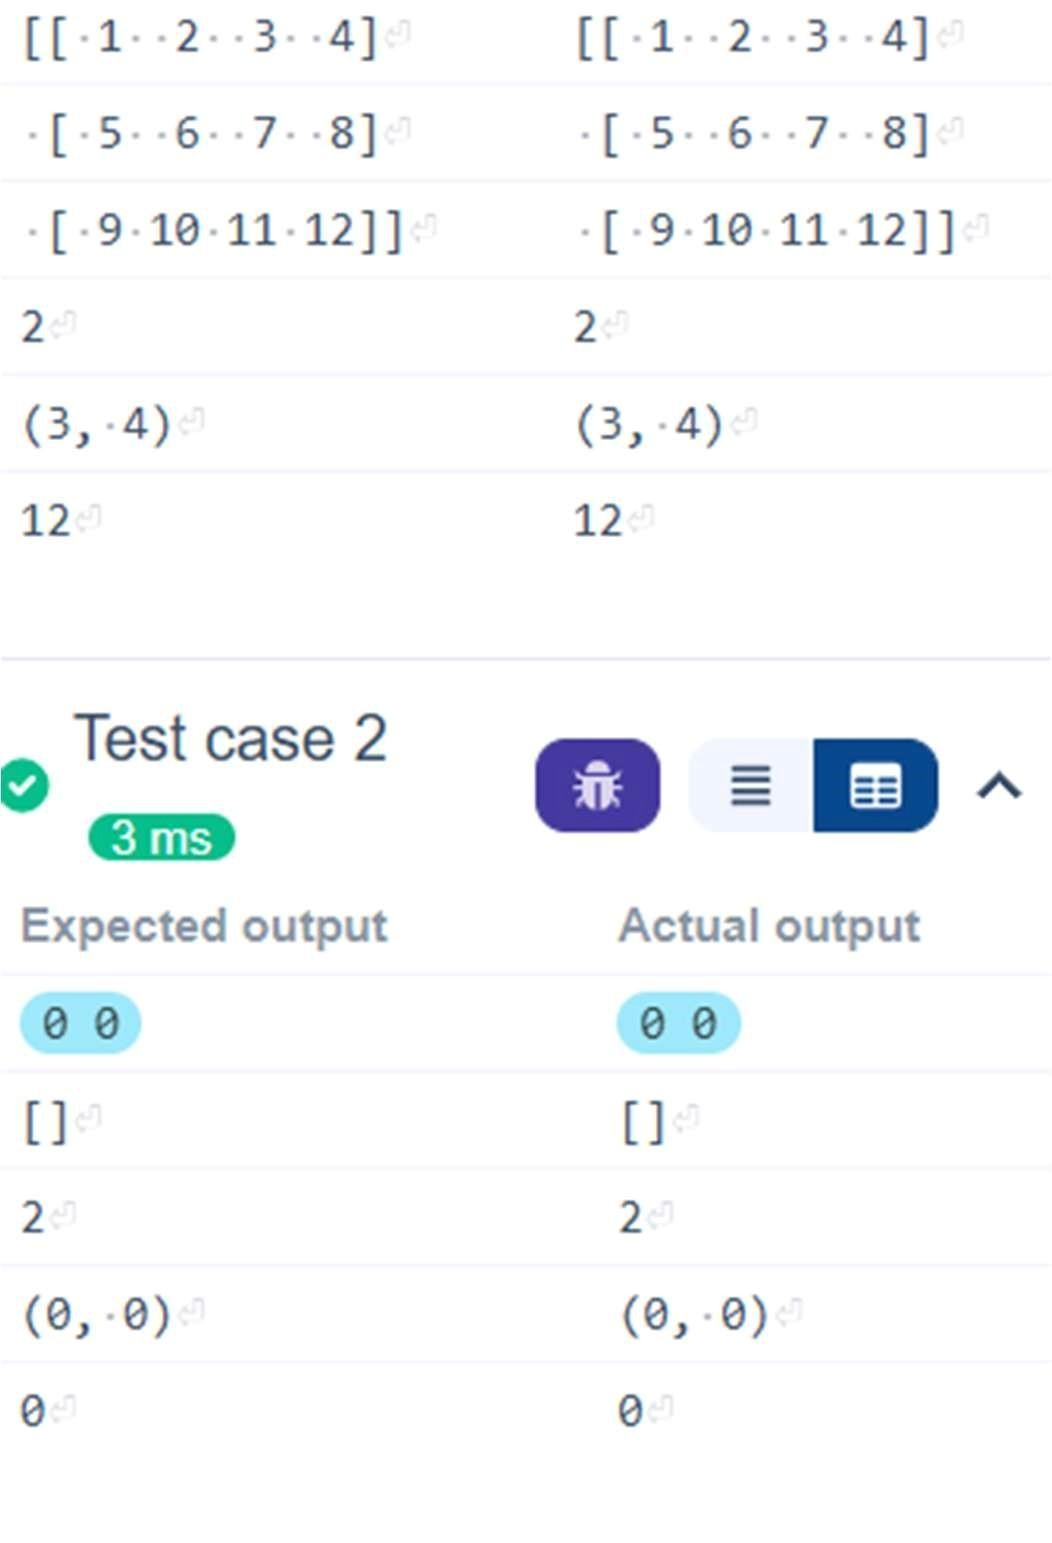 [[·1··2··3··4]⏎ [[·1··2··3··4]⏎
·[·5··6··7··8]⏎ ·[·5··6··7··8]⏎
·[·9·10·11·12]]⏎ ·[·9·10·11·12]]⏎
2⏎ 2⏎
(3,·4)⏎ (3,·4)⏎
12⏎ 12⏎
Test case 2
3 ms
Expected output Actual output
0 0 0 0
[]⏎ []⏎
2⏎ 2⏎
(0,·0)⏎ (0,·0)⏎
0⏎ 0⏎